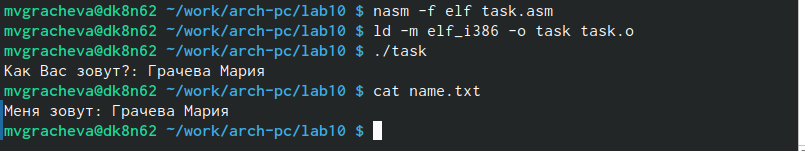 mvgracheva@dk8n62 ~/work/arch-pc/lab10 $ nasm -f elf task.asm
mvgracheva@dk8n62 ~/work/arch-pc/lab10 $ ld -m elf_i386 -o task task.o
mvgracheva@dk8n62 ~/work/arch-pc/lab10 $ ./task
Как Вас зовут?: Грачева Мария
mvgracheva@dk8n62 ~/work/arch-pc/lab10 $ cat name.txt
Меня зовут: Грачева Мария
mvgracheva@dk8n62 ~/work/arch-pc/lab10 $